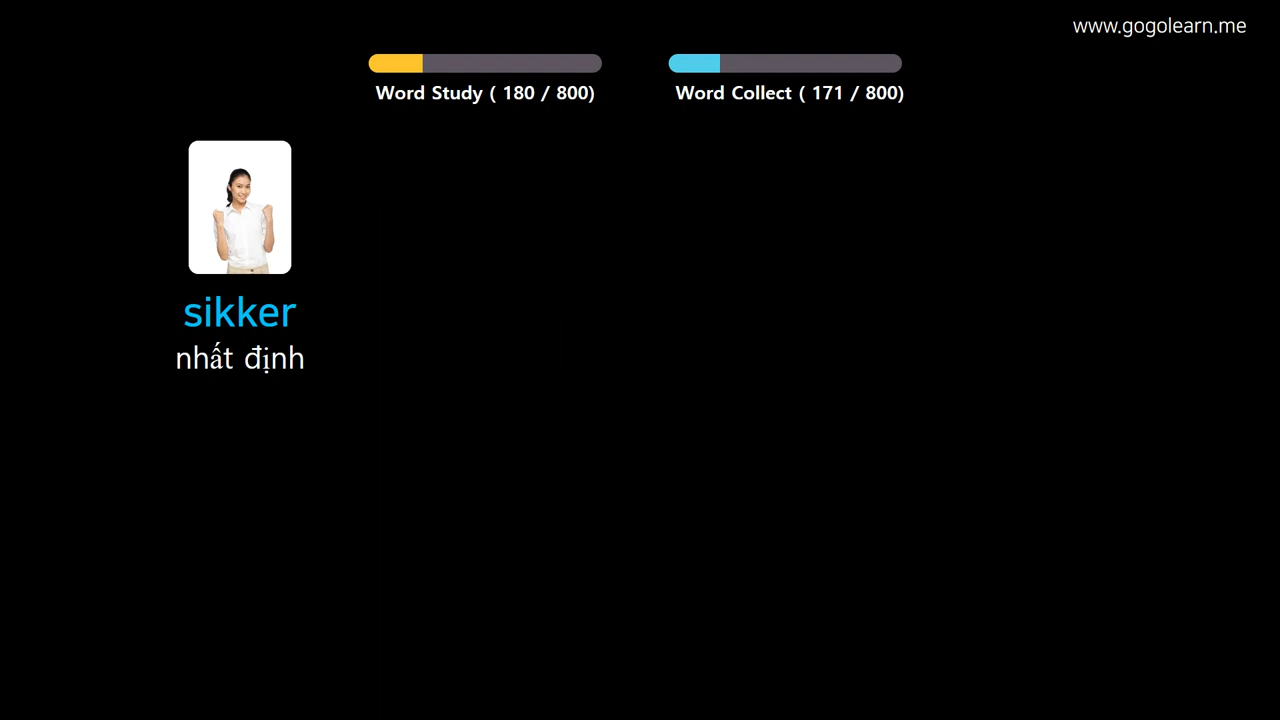 www.gogolearn.me
Word Study ( 180 / 800)
Word Collect ( 171 / 800)
sikker
nhất định